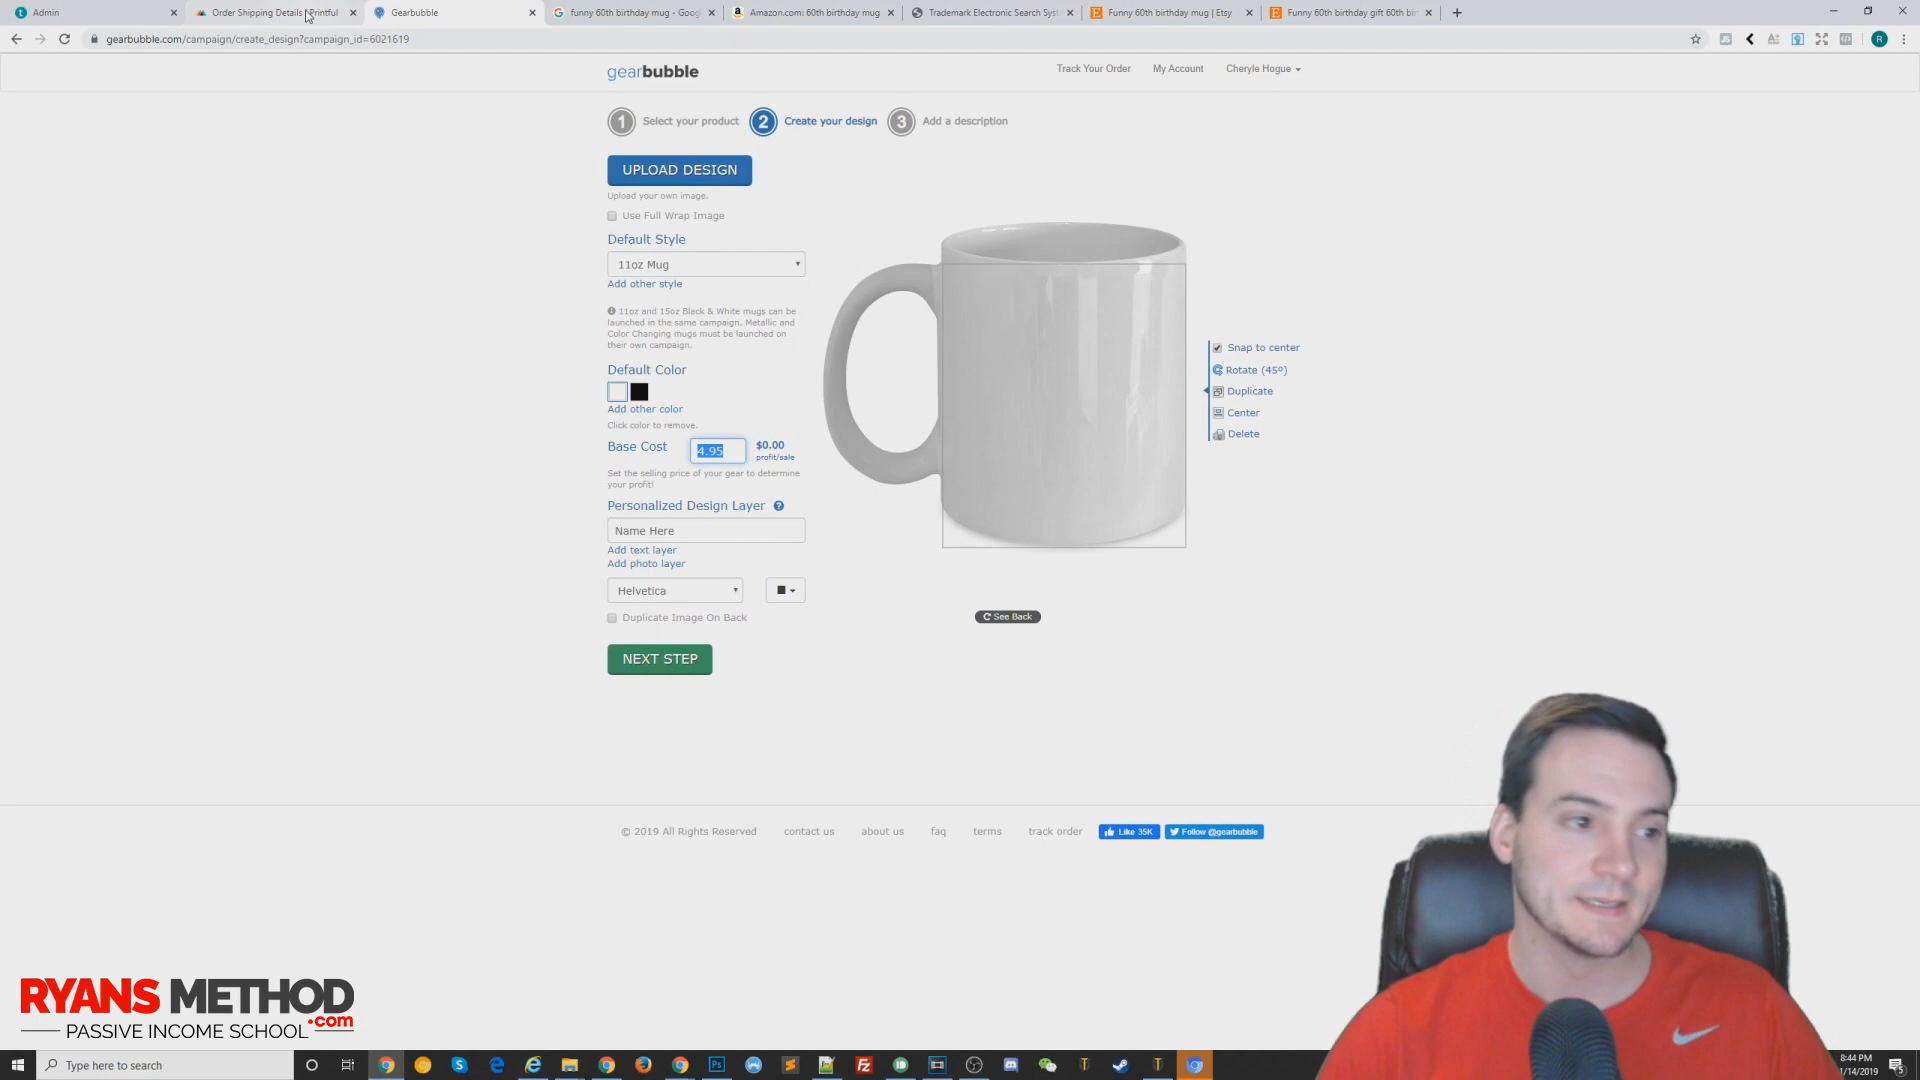 Admin
Order Shipping Details | Printful
Gearbubble
funny 60th birthday mug - Goog
Amazon.com: 60th birthday mug
Trademark Electronic Search Syst
Funny 60th birthday mug | Etsy
Funny 60th birthday gift 60th bir
gearbubble.com/campaign/create_design?campaign_id=6021619
R
gearbubble
Track Your Order
My Account
Cheryle Hogue
1 Select your product
2 Create your design
3 Add a description
UPLOAD DESIGN
Upload your own image.
Use Full Wrap Image
Default Style
11oz Mug
Add other style
11oz and 15oz Black & White mugs can be
launched in the same campaign. Metallic and
Color Changing mugs must be launched on
their own campaign.
Default Color
Add other color
Click color to remove.
Base Cost
4.95
$0.00
profit/sale
Set the selling price of your gear to determine
your profit!
Personalized Design Layer
Name Here
Add text layer
Add photo layer
Helvetica
Duplicate Image On Back
NEXT STEP
Snap to center
Rotate (45º)
Duplicate
Center
Delete
See Back
© 2019 All Rights Reserved
contact us
about us
faq
terms
track order
Like 35K
Follow @gearbubble
RYANS METHOD
.com
PASSIVE INCOME SCHOOL
Type here to search
8:44 PM
1/14/2019